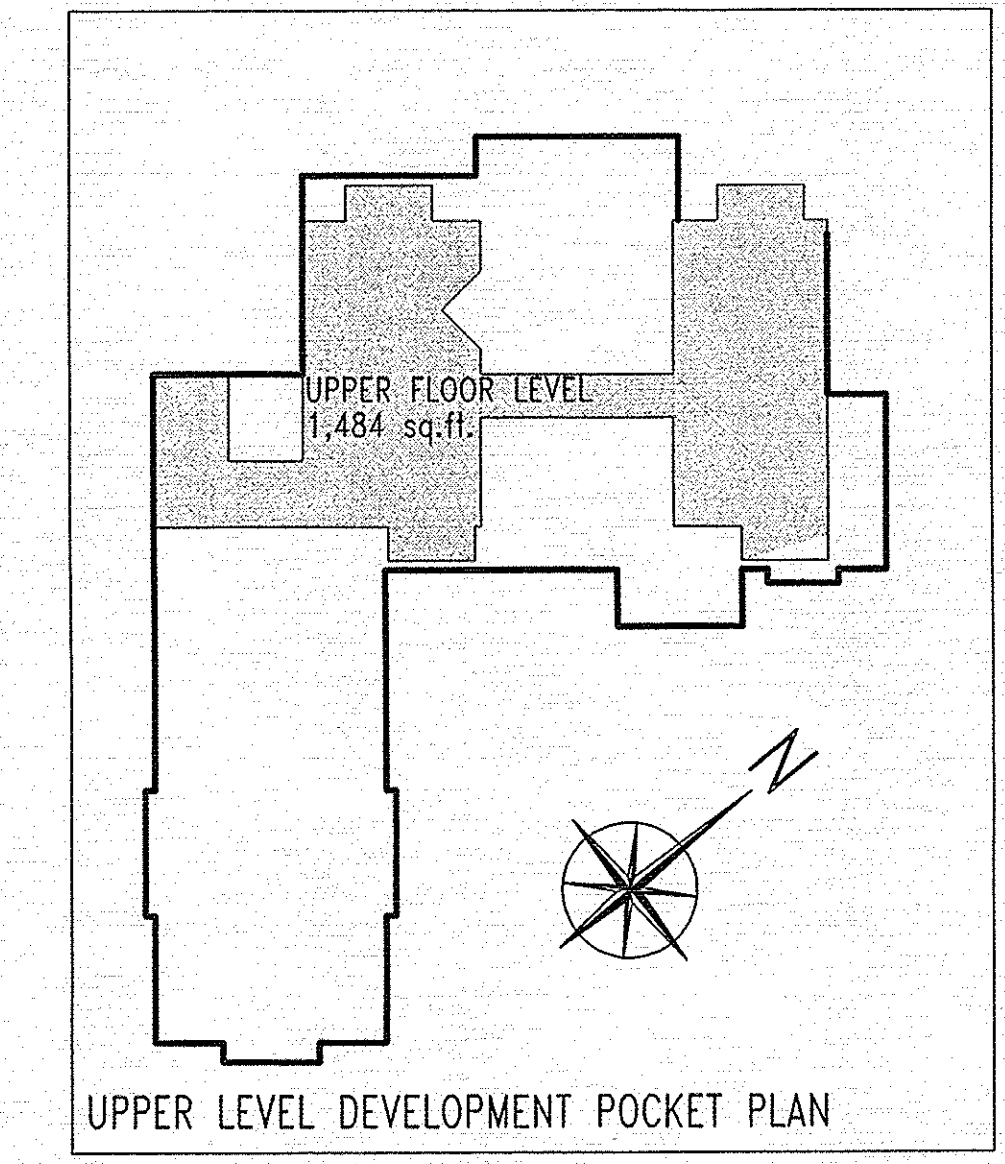 UPPER FLOOR LEVEL
1,484 sq.ft.
N
UPPER LEVEL DEVELOPMENT POCKET PLAN